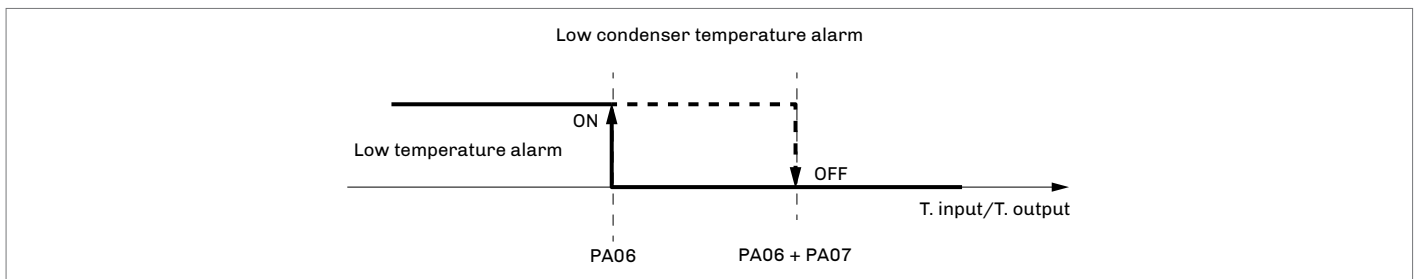 Low condenser temperature alarm
ON
Low temperature alarm
OFF
T. input/T. output
PA06
PA06 + PA07